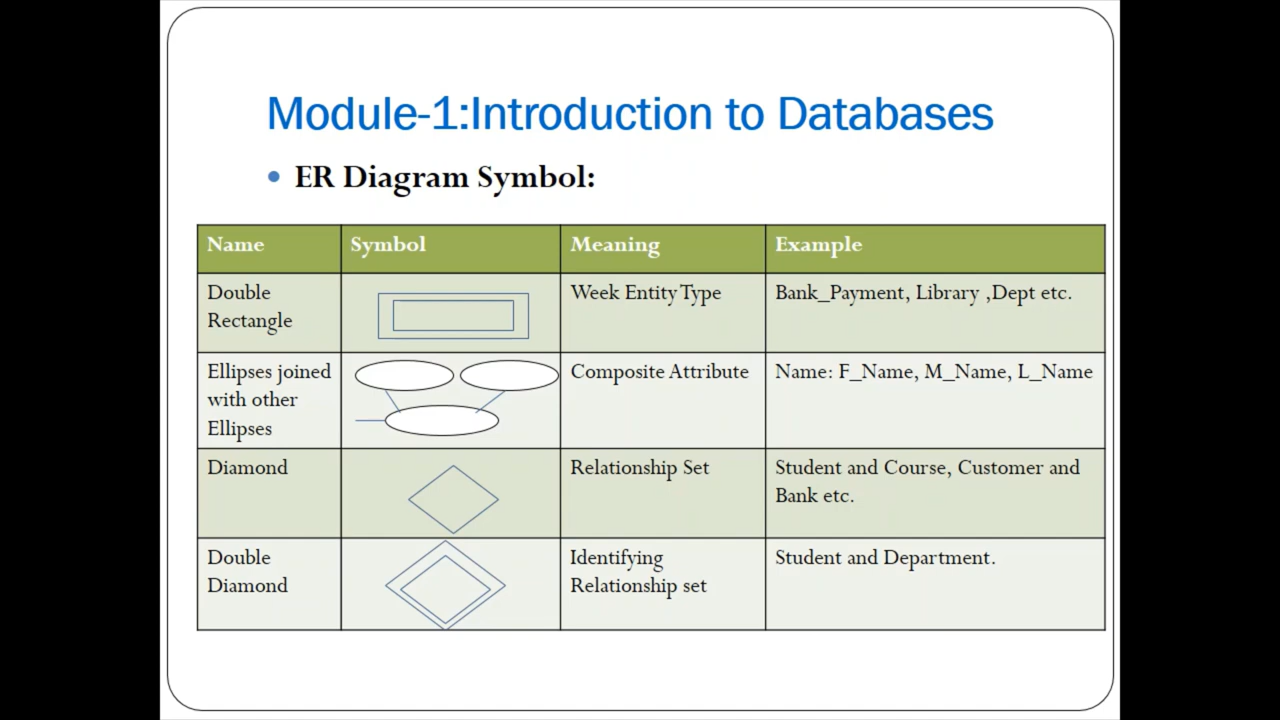 Module-1:Introduction to Databases
• ER Diagram Symbol:
Name Symbol Meaning Example
Double Week Entity Type Bank_Payment, Library ,Dept etc.
Rectangle
Ellipses joined Composite Attribute Name: F_Name, M_Name, L_Name
with other
Ellipses
Diamond Relationship Set Student and Course, Customer and
Bank etc.
Double Identifying Student and Department.
Diamond Relationship set